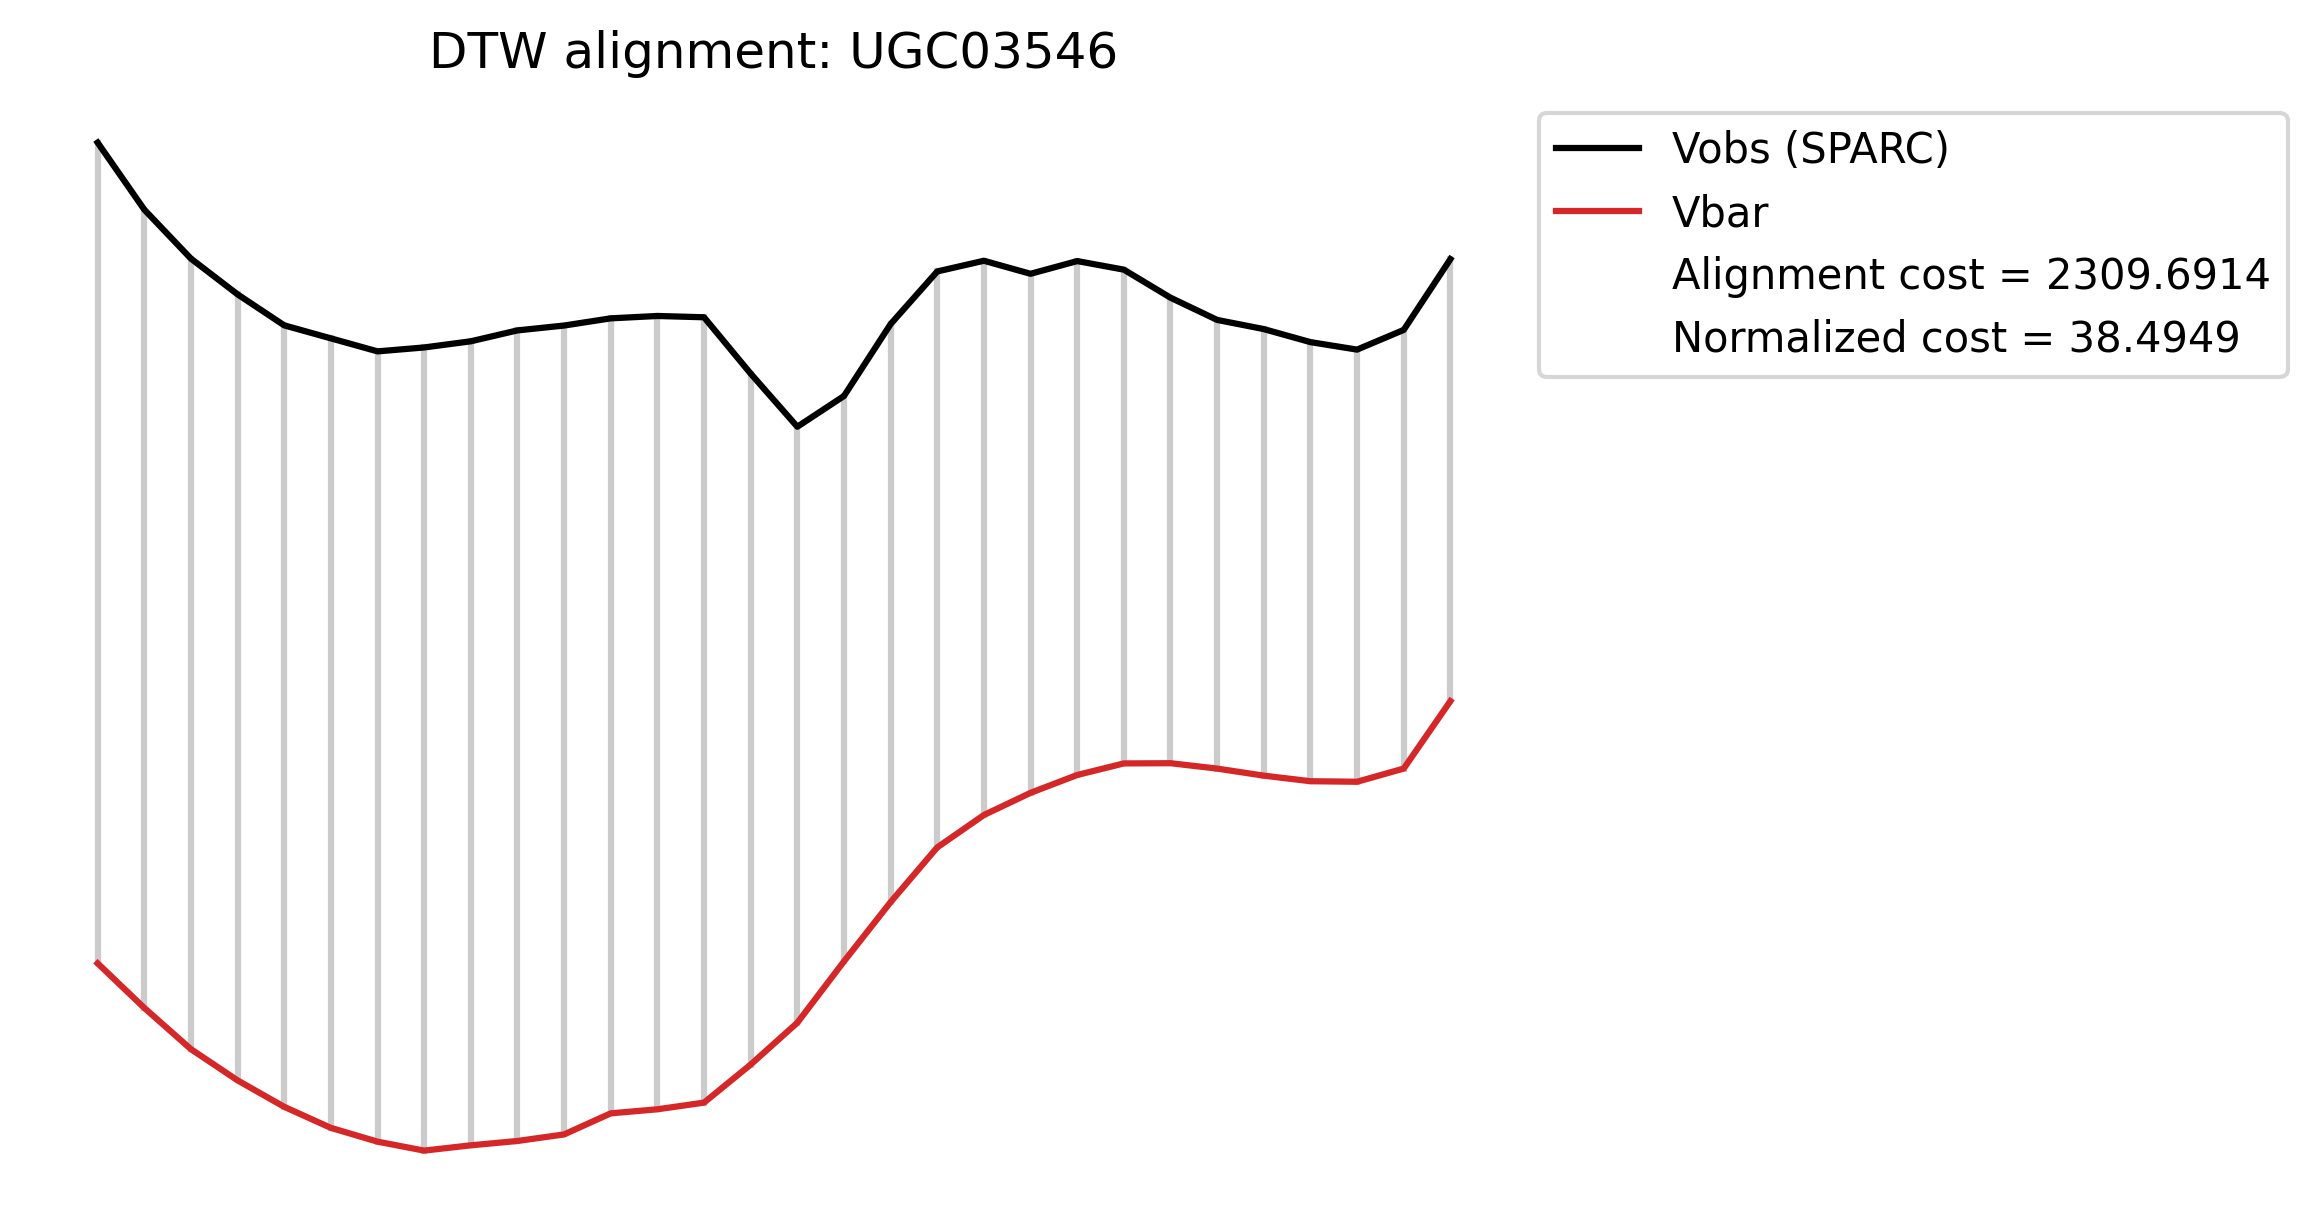 DTW alignment: UGC03546
Vobs (SPARC)
Vbar
Alignment cost = 2309.6914
Normalized cost = 38.4949